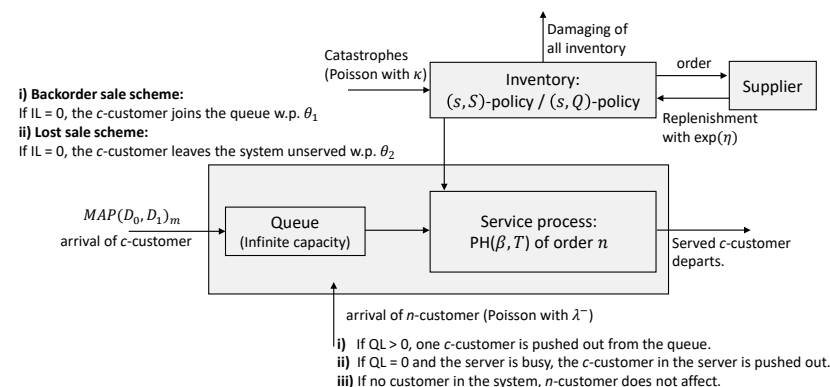 Damaging of
all inventory
Catastrophes
(Poisson with κ)
Inventory:
(s, S)-policy / (s, Q)-policy
order
Supplier
Replenishment
with exp(η)
i) Backorder sale scheme:
If IL = 0, the c-customer joins the queue w.p. θ₁
ii) Lost sale scheme:
If IL = 0, the c-customer leaves the system unserved w.p. θ₂
MAP(D₀, D₁)ₘ
arrival of c-customer
Queue
(Infinite capacity)
Service process:
PH(β, T) of order n
Served c-customer
departs.
arrival of n-customer (Poisson with λ⁻)
i) If QL > 0, one c-customer is pushed out from the queue.
ii) If QL = 0 and the server is busy, the c-customer in the server is pushed out.
iii) If no customer in the system, n-customer does not affect.